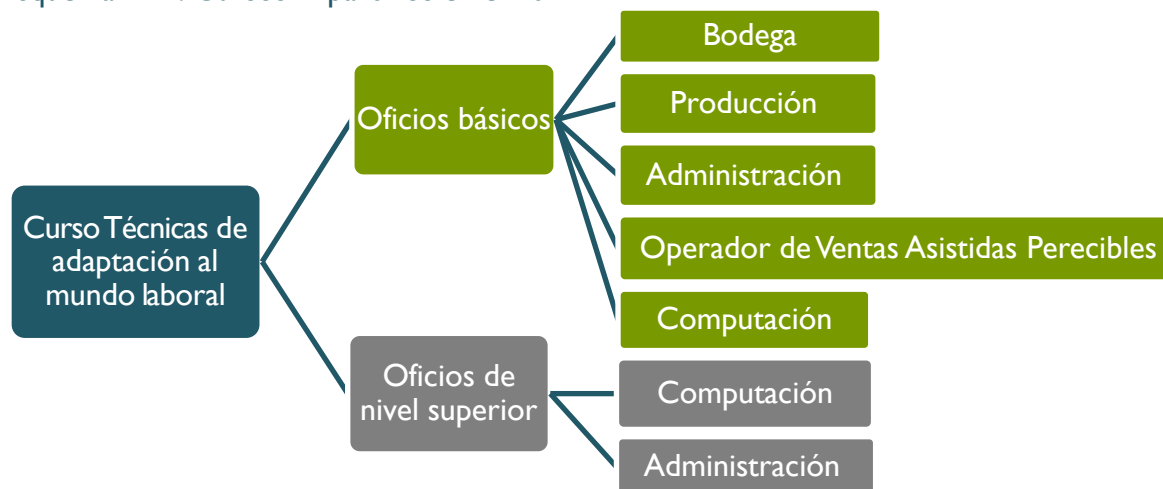 Bodega
Producción
Oficios básicos
Administración
Curso Técnicas de
adaptación al
mundo laboral
Operador de Ventas Asistidas Perecibles
Computación
Oficios de
nivel superior
Computación
Administración